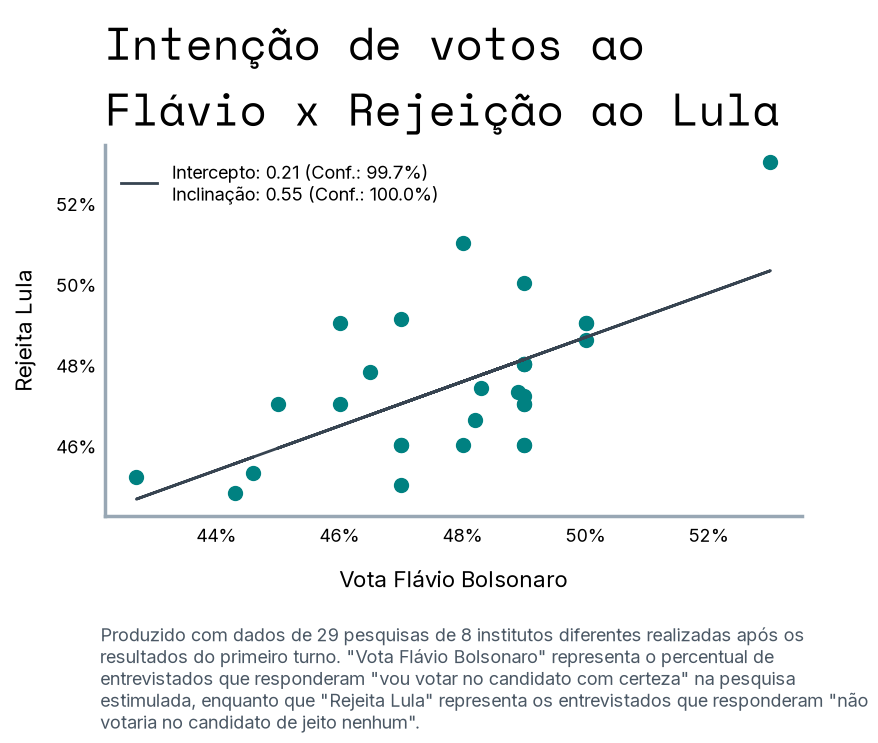 Intenção de votos ao
Flávio x Rejeição ao Lula
Intercepto: 0.21 (Conf.: 99.7%)
Inclinação: 0.55 (Conf.: 100.0%)
52%
50%
48%
46%
Rejeita Lula
44%
46%
48%
50%
52%
Vota Flávio Bolsonaro
Produzido com dados de 29 pesquisas de 8 institutos diferentes realizadas após os
resultados do primeiro turno. "Vota Flávio Bolsonaro" representa o percentual de
entrevistados que responderam "vou votar no candidato com certeza" na pesquisa
estimulada, enquanto que "Rejeita Lula" representa os entrevistados que responderam "não
votaria no candidato de jeito nenhum".